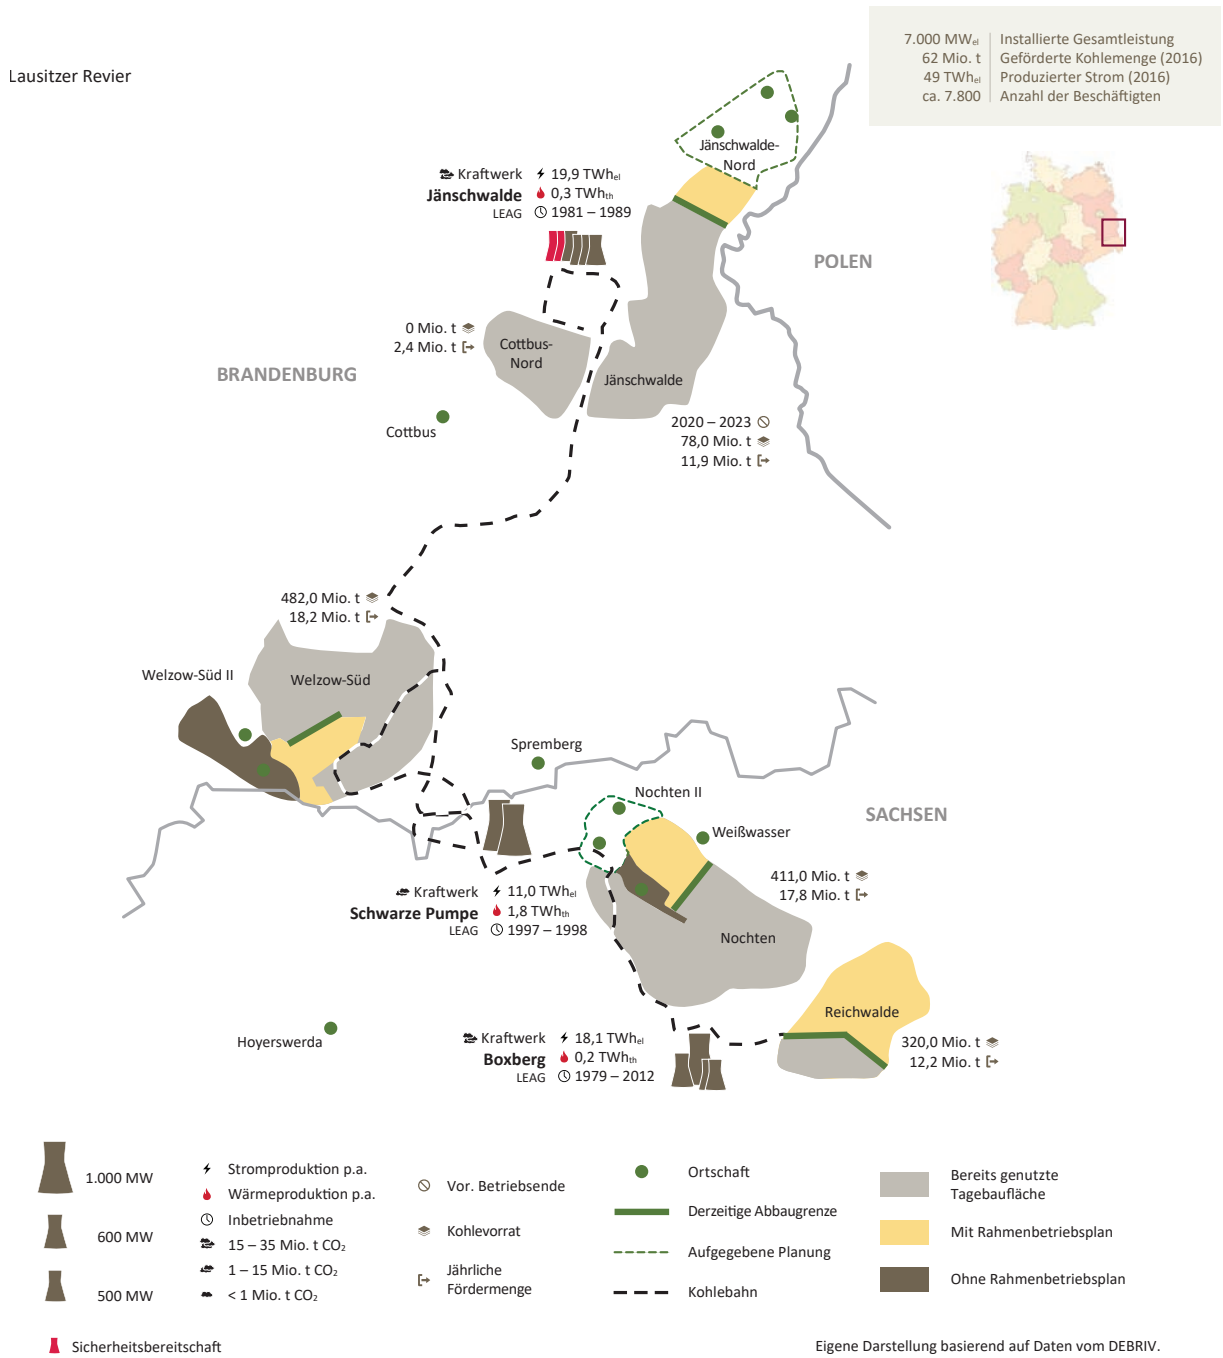 Lausitzer Revier
7.000 MWel Installierte Gesamtleistung
62 Mio. t Geförderte Kohlemenge (2016)
49 TWhel Produzierter Strom (2016)
ca. 7.800 Anzahl der Beschäftigten
Jänschwalde-
Nord
Kraftwerk 19,9 TWhel
Jänschwalde 0,3 TWhth
LEAG 1981 – 1989
POLEN
0 Mio. t
2,4 Mio. t
Cottbus-
Nord
BRANDENBURG
Jänschwalde
Cottbus
2020 – 2023
78,0 Mio. t
11,9 Mio. t
482,0 Mio. t
18,2 Mio. t
Welzow-Süd II
Welzow-Süd
Spremberg
Nochten II
SACHSEN
Weißwasser
411,0 Mio. t
17,8 Mio. t
Kraftwerk 11,0 TWhel
Schwarze Pumpe 1,8 TWhth
LEAG 1997 – 1998
Nochten
Reichwalde
Hoyerswerda
Kraftwerk 18,1 TWhel
Boxberg 0,2 TWhth
LEAG 1979 – 2012
320,0 Mio. t
12,2 Mio. t
1.000 MW
600 MW
500 MW
Stromproduktion p.a.
Wärmeproduktion p.a.
Inbetriebnahme
15 – 35 Mio. t CO2
1 – 15 Mio. t CO2
< 1 Mio. t CO2
Vor. Betriebsende
Kohlevorrat
Jährliche
Fördermenge
Ortschaft
Derzeitige Abbaugrenze
Aufgegebene Planung
Kohlebahn
Bereits genutzte
Tagebaufläche
Mit Rahmenbetriebsplan
Ohne Rahmenbetriebsplan
Sicherheitsbereitschaft
Eigene Darstellung basierend auf Daten vom DEBRIV.